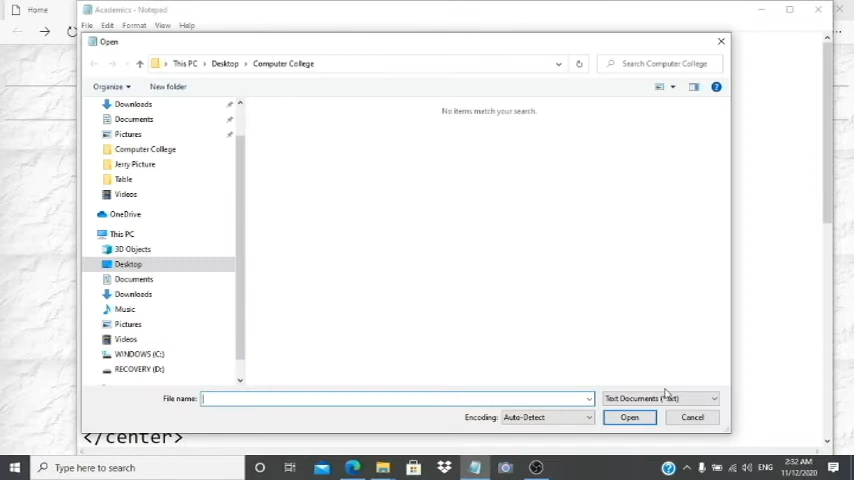 Home
Academics - Notepad
File Edit Format View Help
Open
This PC Desktop Computer College
Search Computer College
Organize New folder
No items match your search.
Downloads
Documents
Pictures
Computer College
Jerry Picture
Table
Videos
OneDrive
This PC
3D Objects
Desktop
Documents
Downloads
Music
Pictures
Videos
WINDOWS (C:)
RECOVERY (D:)
File name:
Text Documents (*.txt)
Encoding: Auto-Detect Open Cancel
</center>
Type here to search
ENG
2:32 AM
11/12/2020